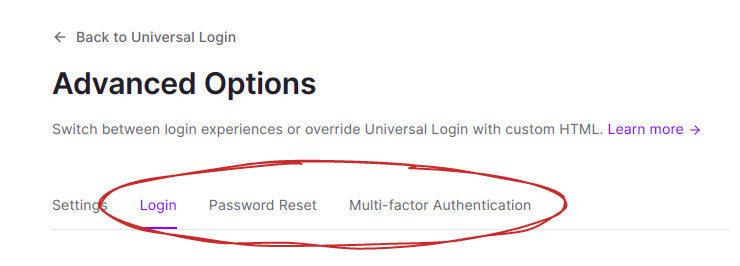 ← Back to Universal Login
Advanced Options
Switch between login experiences or override Universal Login with custom HTML. Learn more →
Settings Login Password Reset Multi-factor Authentication